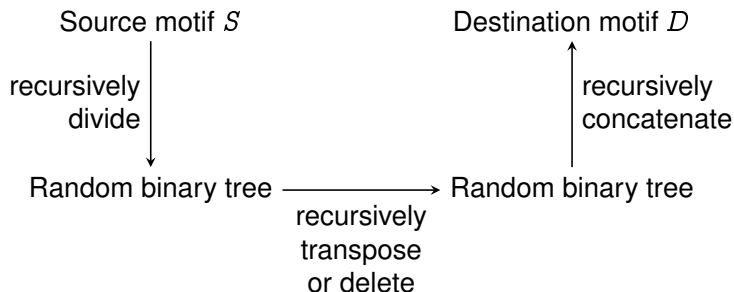 Source motif S
Destination motif D
recursively
divide
recursively
concatenate
Random binary tree
Random binary tree
recursively
transpose
or delete